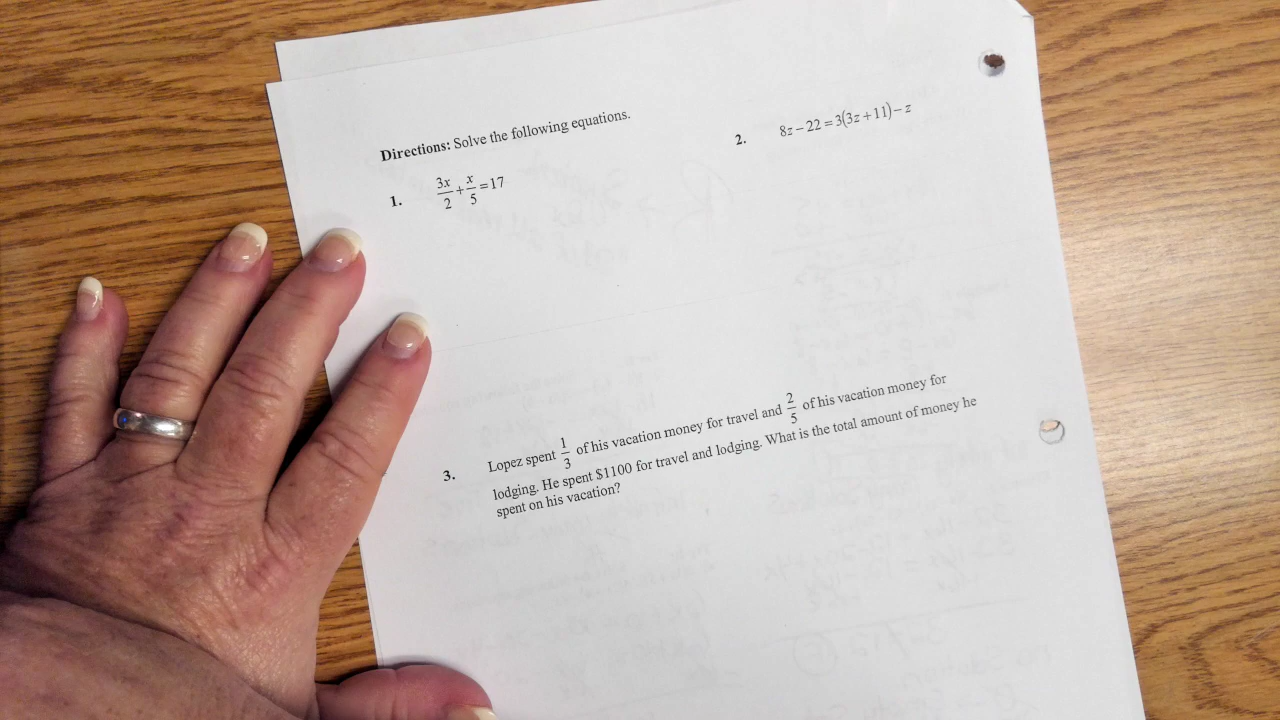 Directions: Solve the following equations.
1. 3x/2 + x/5 = 17
2. 8z – 22 = 3(3z + 11) – z
3. Lopez spent 1/3 of his vacation money for travel and 2/5 of his vacation money for
lodging. He spent $1100 for travel and lodging. What is the total amount of money he
spent on his vacation?